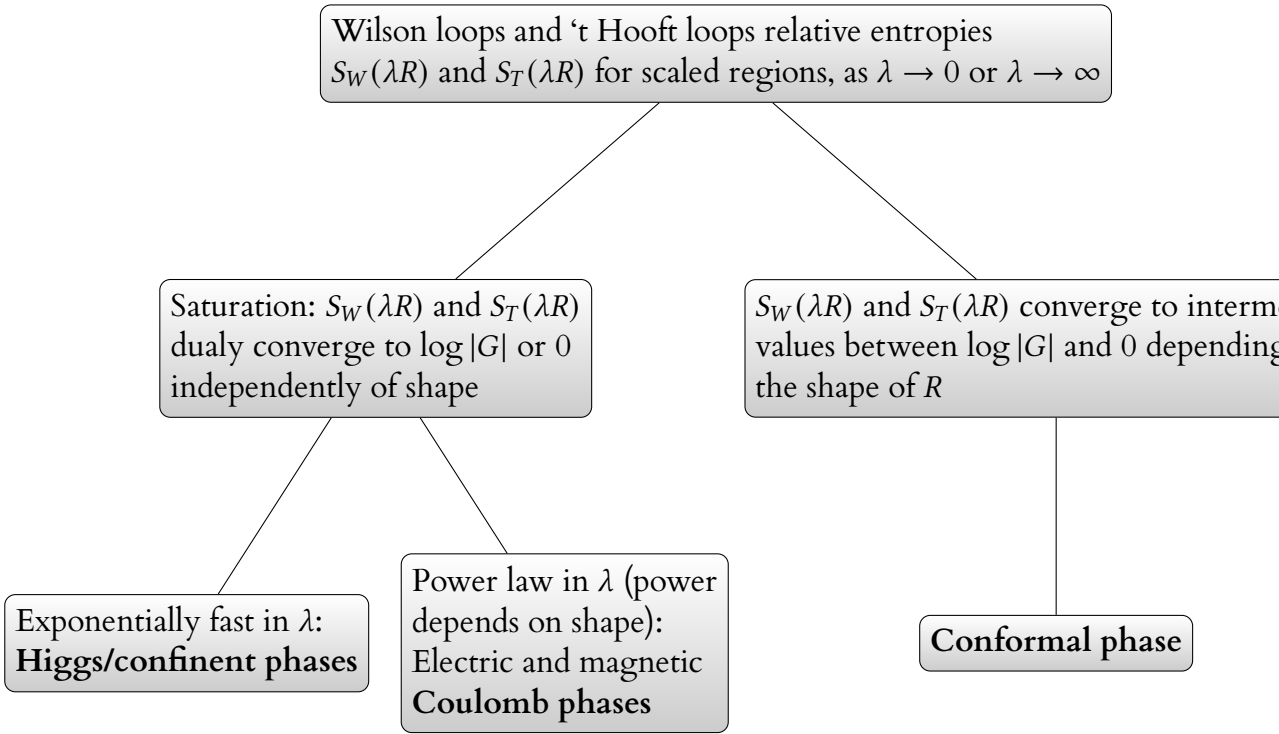 Wilson loops and ‘t Hooft loops relative entropies
S_W(λR) and S_T(λR) for scaled regions, as λ → 0 or λ → ∞
Saturation: S_W(λR) and S_T(λR)
dualy converge to log |G| or 0
independently of shape
S_W(λR) and S_T(λR) converge to
values between log |G| and 0 depending
the shape of R
Exponentially fast in λ:
Higgs/confinent phases
Power law in λ (power
depends on shape):
Electric and magnetic
Coulomb phases
Conformal phase